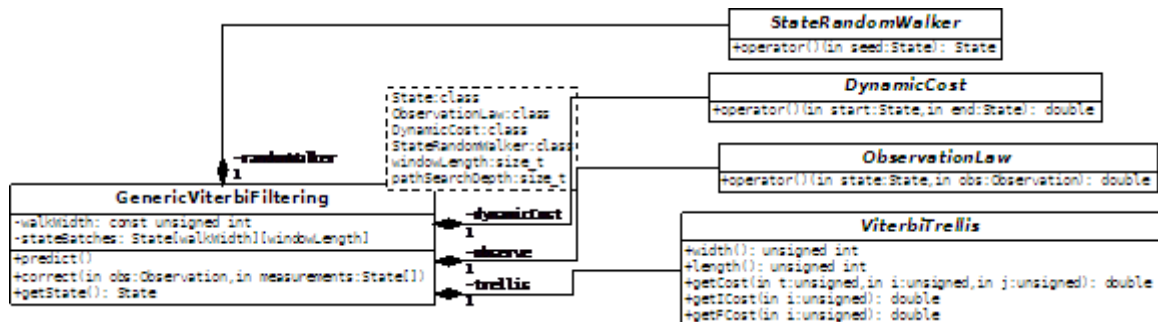 StateRandomWalker
+operator()(in seed:State): State
DynamicCost
+operator()(in start:State,in end:State): double
State:class
ObservationLaw:class
DynamicCost:class
StateRandomWalker:class
windowLength:size_t
pathSearchDepth:size_t
ObservationLaw
+operator()(in state:State,in obs:Observation): double
-randomWalker
1
GenericViterbiFiltering
-walkWidth: const unsigned int
-stateBatches: State[walkWidth][windowLength]
+predict()
+correct(in obs:Observation,in measurements:State[])
+getState(): State
-dynamicCost
1
-observe
1
-trellis
1
ViterbiTrellis
+width(): unsigned int
+length(): unsigned int
+getCost(in t:unsigned,in i:unsigned,in j:unsigned): double
+getICost(in i:unsigned): double
+getFCost(in i:unsigned): double